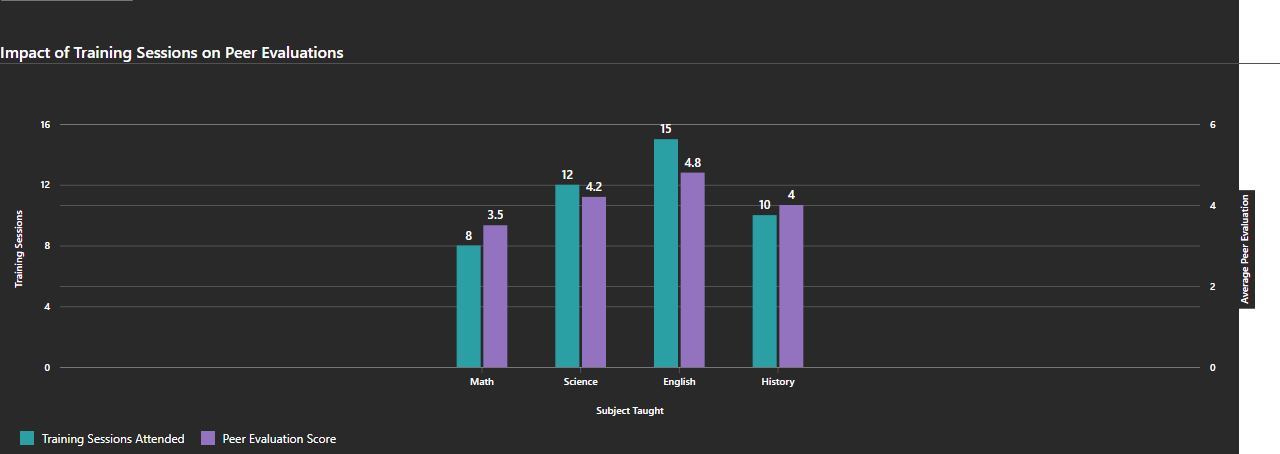 Impact of Training Sessions on Peer Evaluations
16
12
8
4
0
Training Sessions
6
4
2
0
Average Peer Evaluation
8
3.5
12
4.2
15
4.8
10
4
Math
Science
English
History
Subject Taught
Training Sessions Attended
Peer Evaluation Score